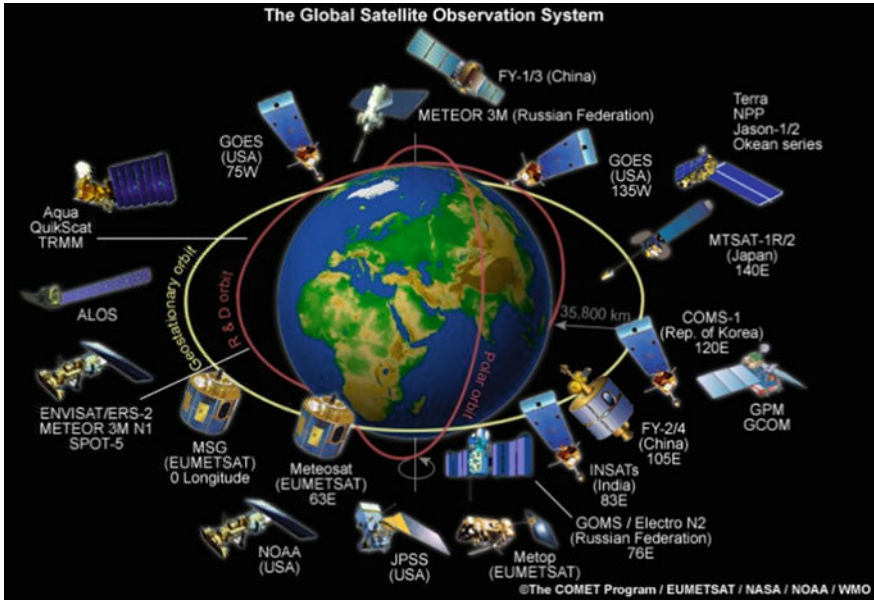 The Global Satellite Observation System
FY-1/3 (China)
METEOR 3M (Russian Federation)
GOES
(USA)
75W
GOES
(USA)
135W
Terra
NPP
Jason-1/2
Okean series
Aqua
QuikScat
TRMM
MTSAT-1R/2
(Japan)
140E
ALOS
Geostationary orbit
R & D orbit
Polar orbit
35,800 km
COMS-1
(Rep. of Korea)
120E
GPM
GCOM
ENVISAT/ERS-2
METEOR 3M N1
SPOT-5
MSG
(EUMETSAT)
0 Longitude
Meteosat
(EUMETSAT)
63E
FY-2/4
(China)
105E
INSATs
(India)
83E
GOMS / Electro N2
(Russian Federation)
76E
NOAA
(USA)
JPSS
(USA)
Metop
(EUMETSAT)
©The COMET Program / EUMETSAT / NASA / NOAA / WMO